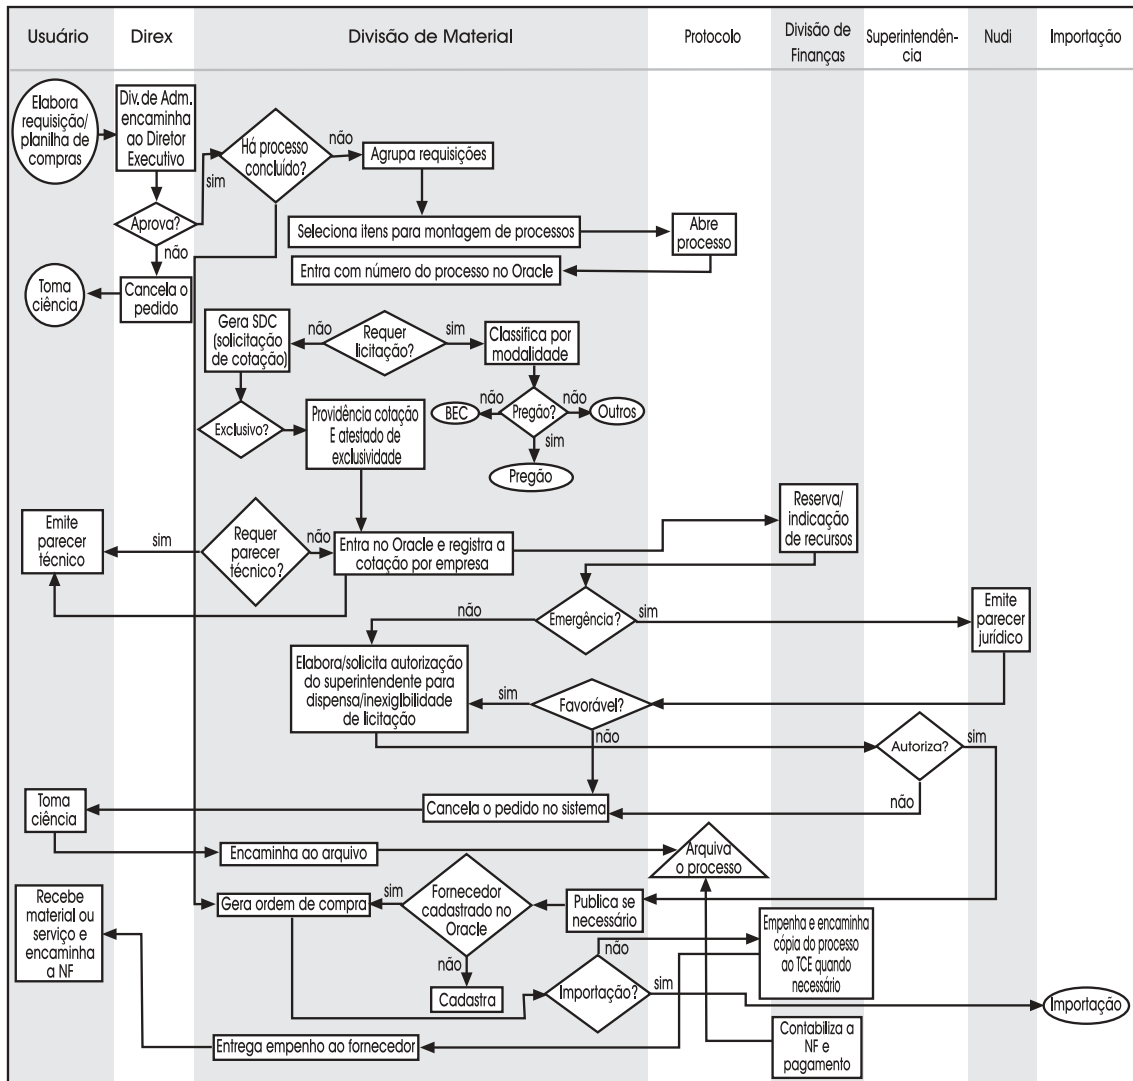 Usuário
Direx
Divisão de Material
Protocolo
Divisão de
Finanças
Superintendên-
cia
Nudi
Importação
Elabora
requisição/
planilha de
compras
Div. de Adm.
encaminha
ao Diretor
Executivo
Há processo
concluído?
não
Agrupa requisições
sim
Aprova?
não
Seleciona itens para montagem de processos
Abre
processo
Entra com número do processo no Oracle
Toma
ciência
Cancela o
pedido
Gera SDC
(solicitação
de cotação)
não
Requer
licitação?
sim
Classifica por
modalidade
Exclusivo?
Providência cotação
E atestado de
exclusividade
não
BEC
Pregão?
não
Outros
sim
Pregão
Emite
parecer
técnico
sim
Requer
parecer
técnico?
não
Entra no Oracle e registra a
cotação por empresa
Reserva/
indicação
de recursos
não
Emergência?
sim
Emite
parecer
jurídico
Elabora/solicita autorização
do superintendente para
dispensa/inexiglbilidade
de licitação
sim
Favorável?
não
Autoriza?
sim
não
Toma
ciência
Cancela o pedido no sistema
Encaminha ao arquivo
Arquiva
o processo
Recebe
material ou
serviço e
encaminha
a NF
Gera ordem de compra
sim
Fornecedor
cadastrado no
Oracle
Publica se
necessário
não
Cadastra
não
Importação?
sim
Empenha e encaminha
cópia do processo
ao TCE quando
necessário
Importação
Entrega empenho ao fornecedor
Contabiliza a
NF e
pagamento